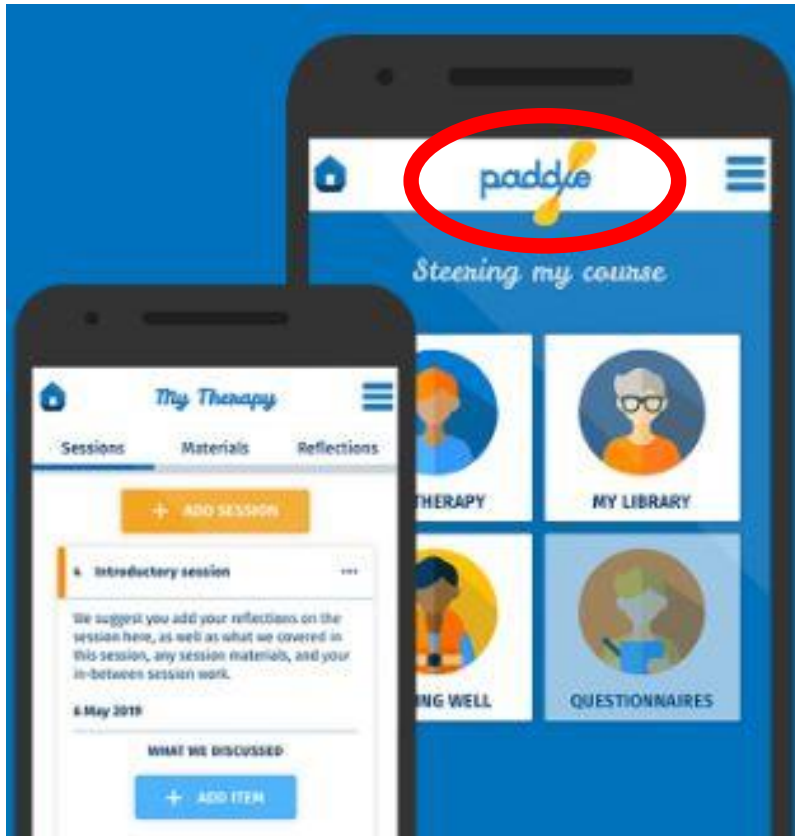 paddle
Steering my course
THERAPY
MY LIBRARY
NG WELL
QUESTIONNAIRES
My Therapy
Sessions Materials Reflections
+ ADD SESSION
Introductory session ...
We suggest you add your reflections on the
session here, as well as what we covered in
this session, any session materials, and your
in-between session work.
6 May 2019
WHAT WE DISCUSSED
+ ADD ITEM